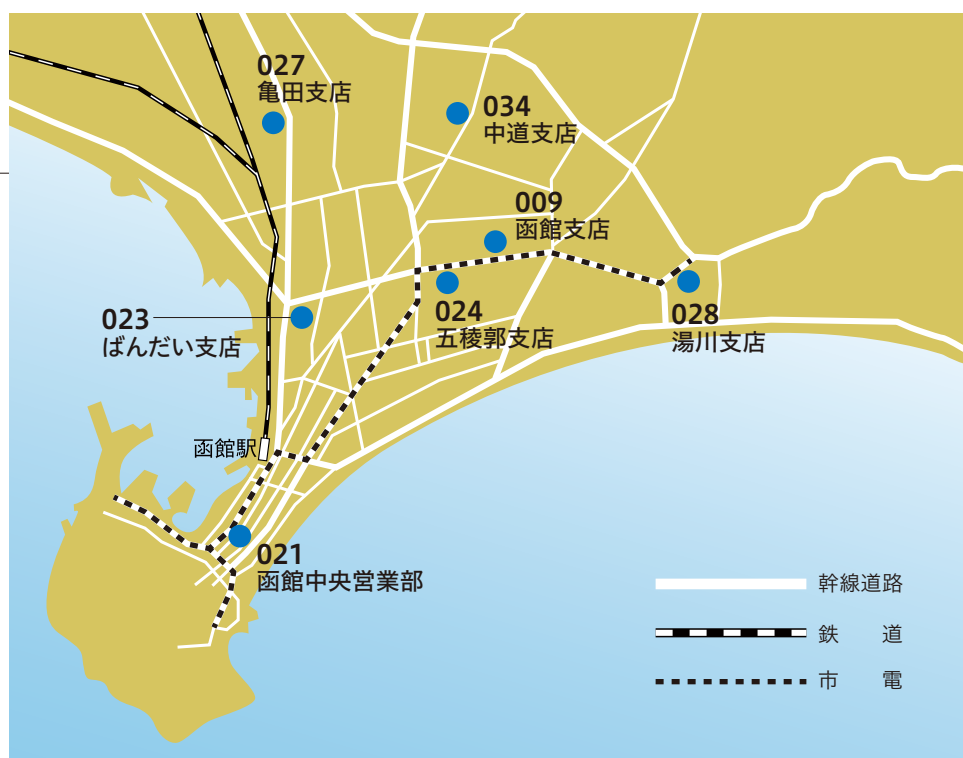 027
亀田支店
034
中道支店
009
函館支店
023
ばんだい支店
024
五稜郭支店
028
湯川支店
函館駅
021
函館中央営業部
幹線道路
鉄　道
市　電